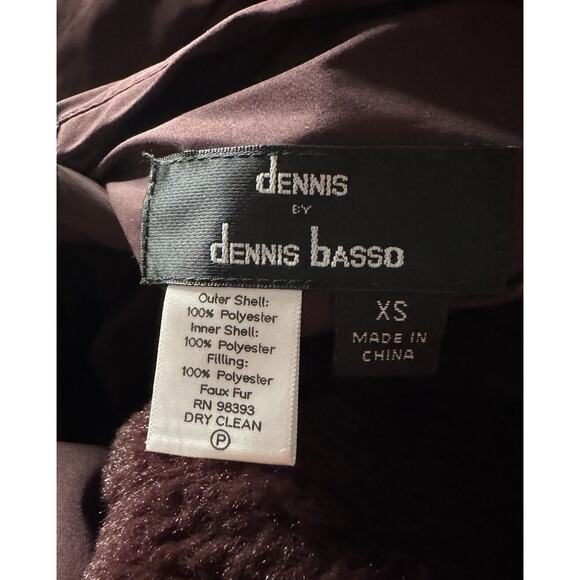 dENNIS
BY
dENNIS bASSO
Outer Shell:
100% Polyester
Inner Shell:
100% Polyester
Filling:
100% Polyester
Faux Fur
RN 98393
DRY CLEAN
P
XS
MADE IN
CHINA